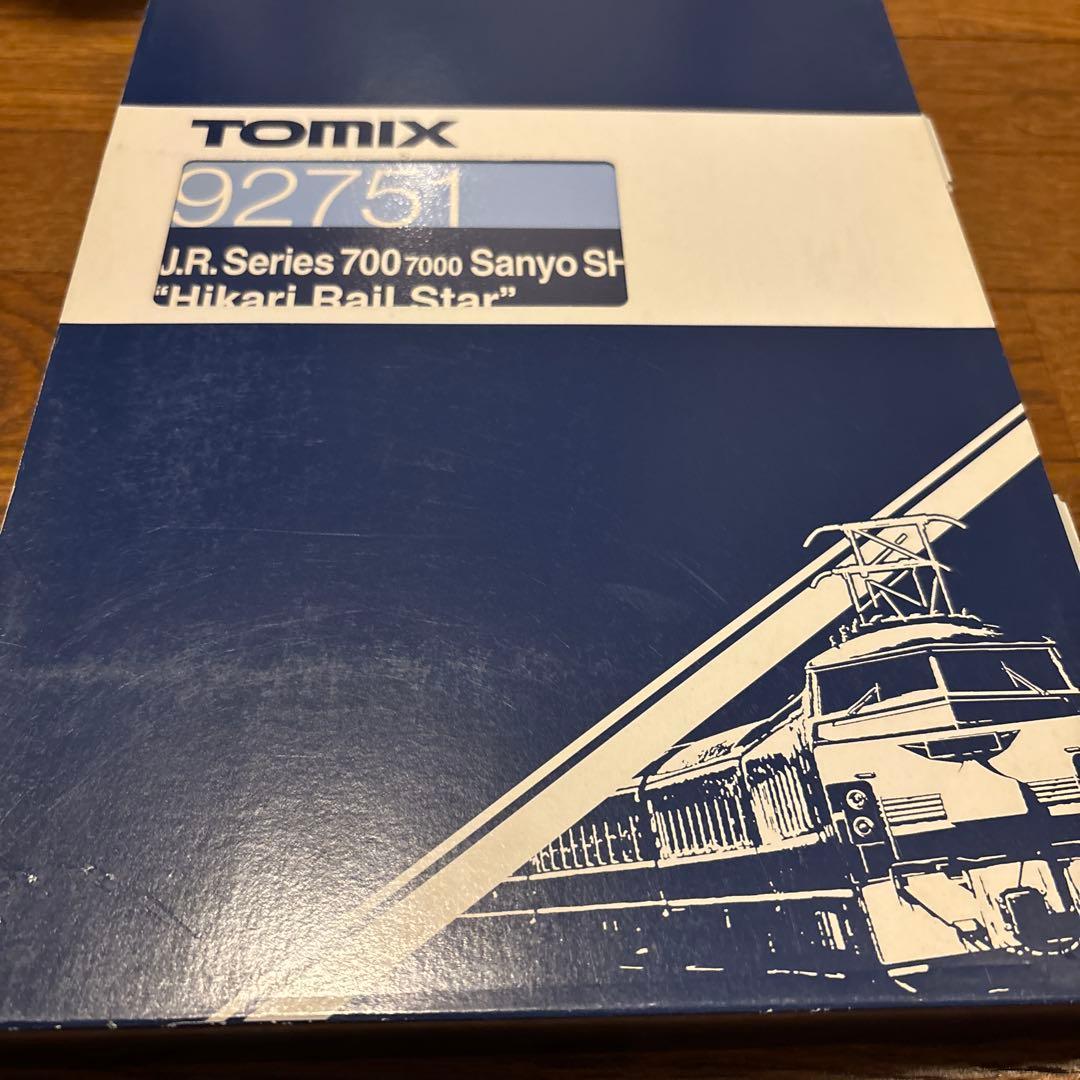 TOMIX
92751
J.R. Series 700 7000 Sanyo SH
"Hikari Rail Star"